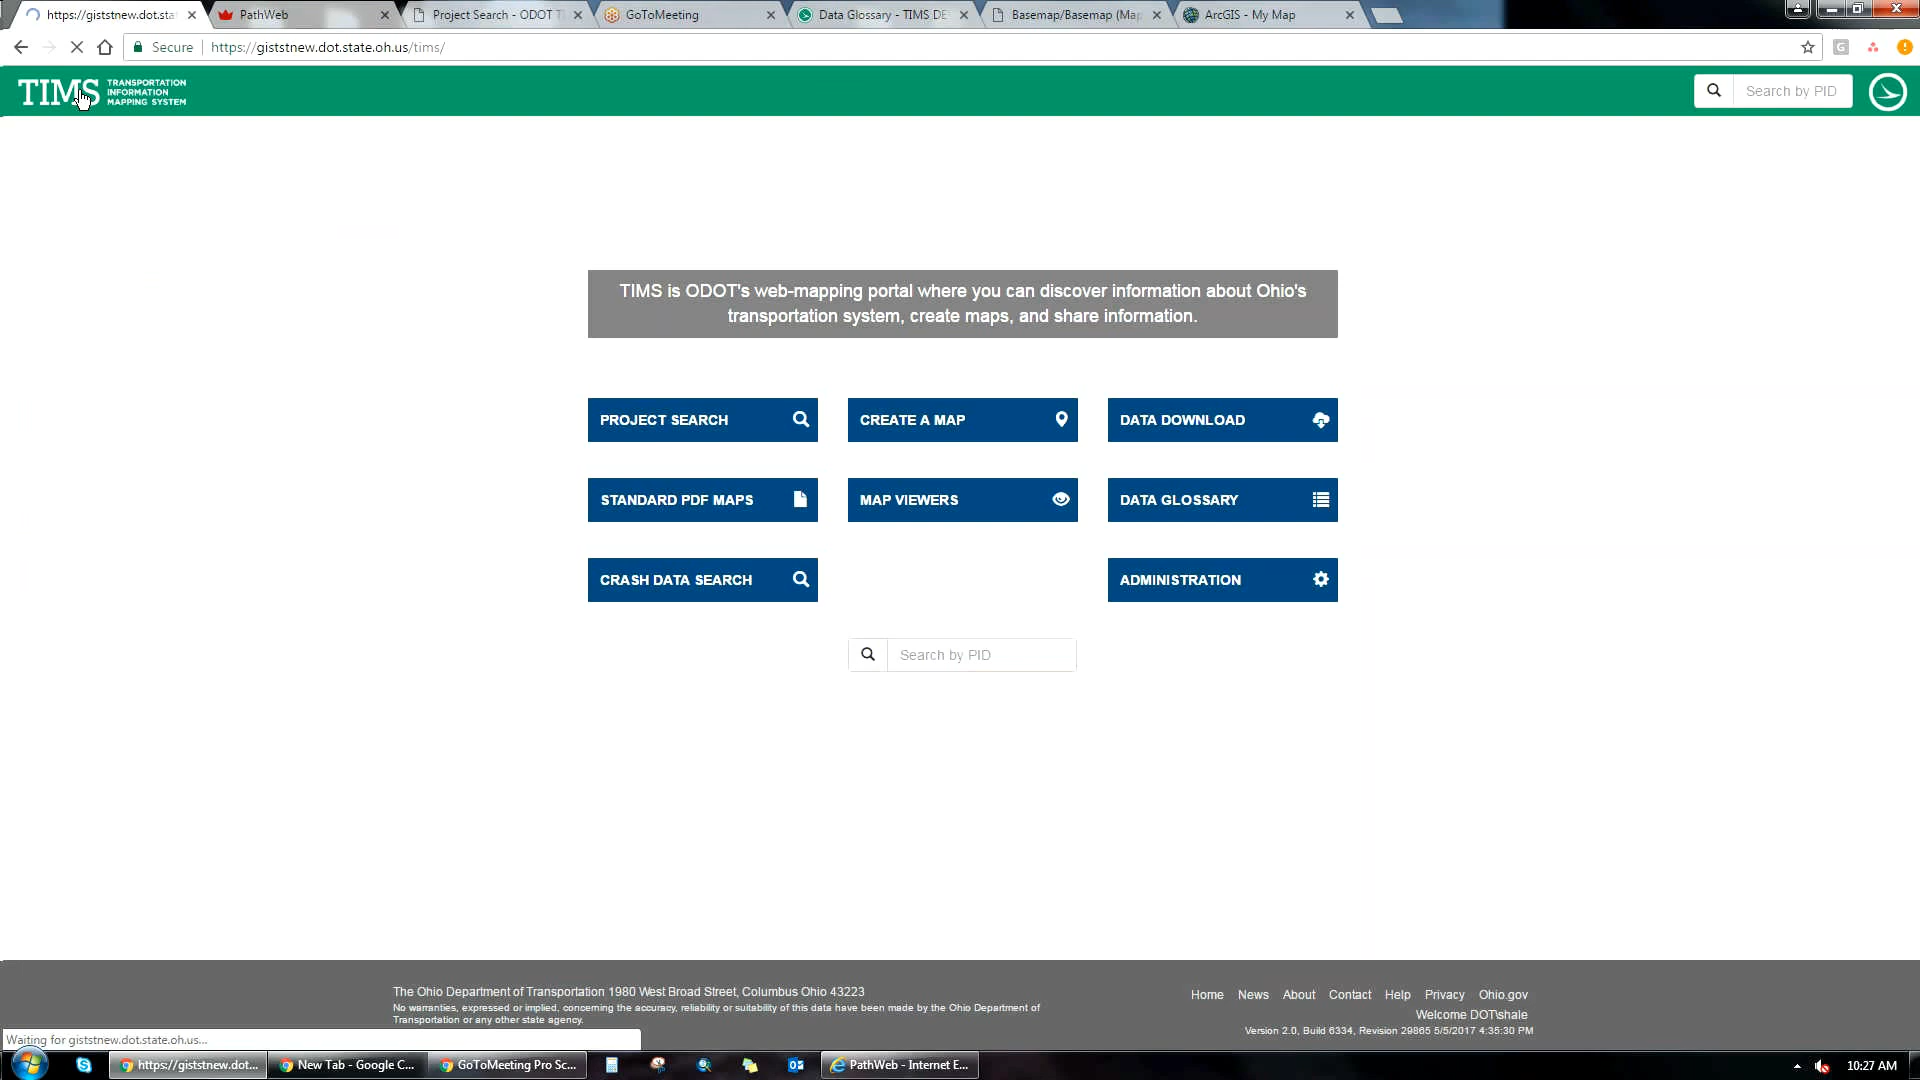 https://giststnew.dot.sta
PathWeb
Project Search - ODOT T
GoToMeeting
Data Glossary - TIMS DE
Basemap/Basemap (Map
ArcGIS - My Map
Secure
https://giststnew.dot.state.oh.us/tims/
TIMS
TRANSPORTATION
INFORMATION
MAPPING SYSTEM
Search by PID
TIMS is ODOT's web-mapping portal where you can discover information about Ohio's
transportation system, create maps, and share information.
PROJECT SEARCH
CREATE A MAP
DATA DOWNLOAD
STANDARD PDF MAPS
MAP VIEWERS
DATA GLOSSARY
CRASH DATA SEARCH
ADMINISTRATION
Search by PID
The Ohio Department of Transportation 1980 West Broad Street, Columbus Ohio 43223
No warranties, expressed or implied, concerning the accuracy, reliability or suitability of this data have been made by the Ohio Department of
Transportation or any other state agency.
Home News About Contact Help Privacy Ohio.gov
Welcome DOT\shale
Version 2.0, Build 6334, Revision 29865 5/5/2017 4:35:30 PM
Waiting for giststnew.dot.state.oh.us...
https://giststnew.dot...
New Tab - Google C...
GoToMeeting Pro Sc...
PathWeb - Internet E...
10:27 AM